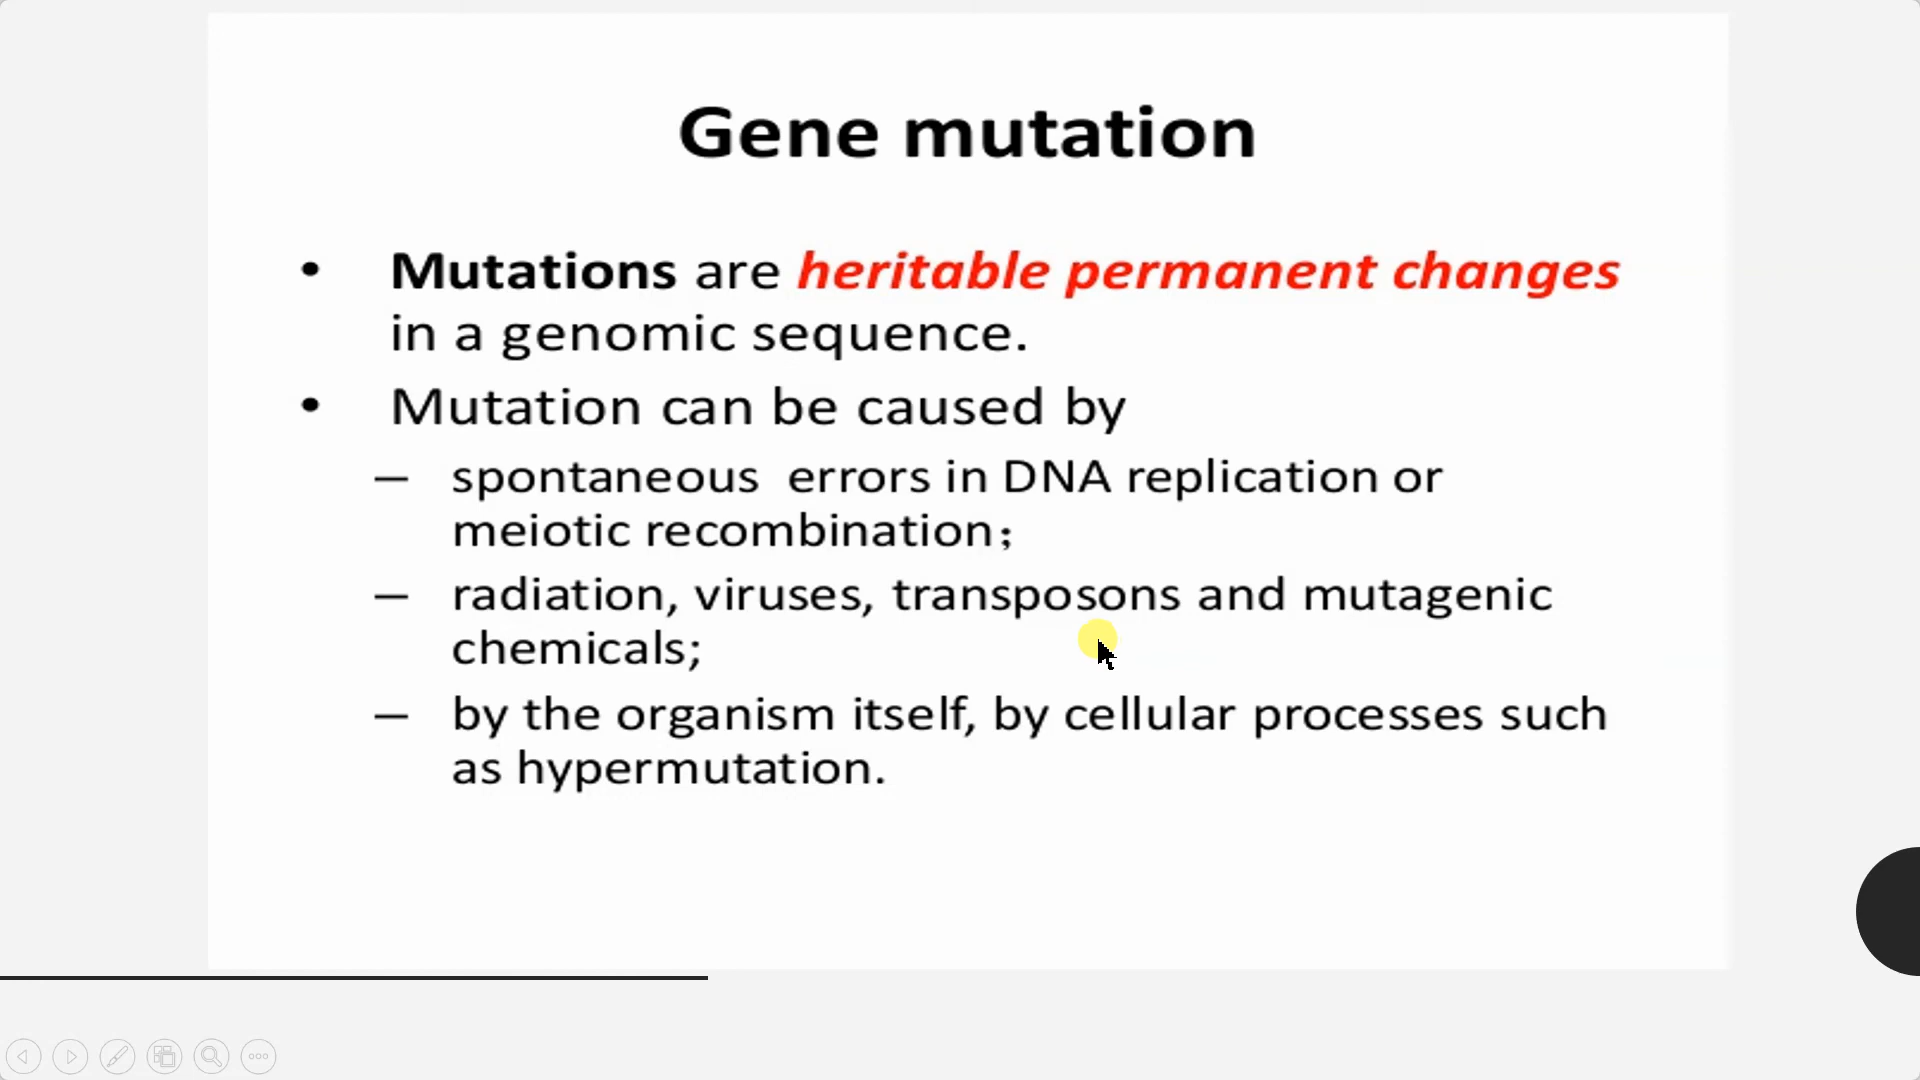 Gene mutation
• Mutations are heritable permanent changes
in a genomic sequence.
• Mutation can be caused by
– spontaneous errors in DNA replication or
meiotic recombination;
– radiation, viruses, transposons and mutagenic
chemicals;
– by the organism itself, by cellular processes such
as hypermutation.